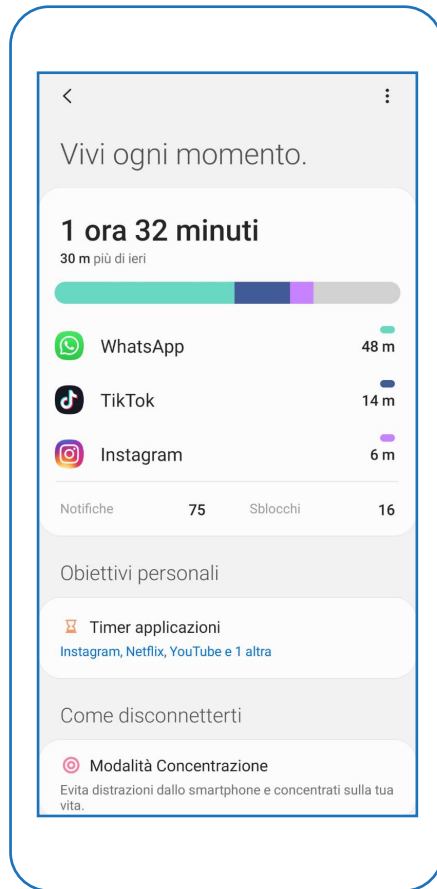 Vivi ogni momento.
1 ora 32 minuti
30 m più di ieri
WhatsApp 48 m
TikTok 14 m
Instagram 6 m
Notifiche 75 Sblocchi 16
Obiettivi personali
Timer applicazioni
Instagram, Netflix, YouTube e 1 altra
Come disconnetterti
Modalità Concentrazione
Evita distrazioni dallo smartphone e concentrati sulla tua
vita.